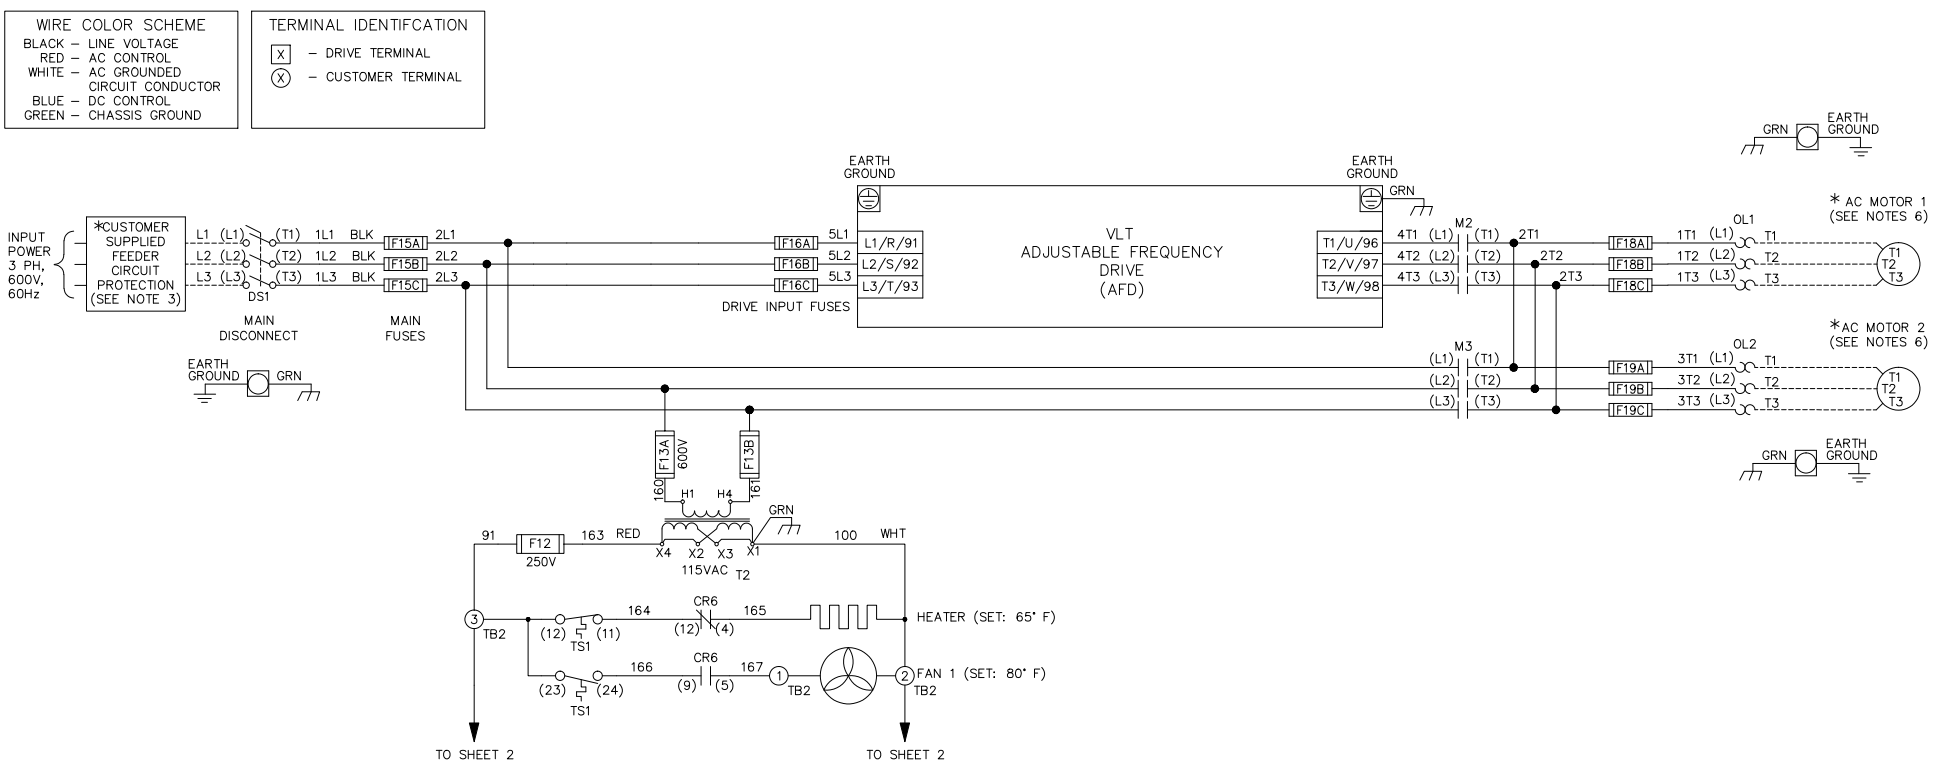 WIRE COLOR SCHEME
BLACK – LINE VOLTAGE
RED – AC CONTROL
WHITE – AC GROUNDED
CIRCUIT CONDUCTOR
BLUE – DC CONTROL
GREEN – CHASSIS GROUND
TERMINAL IDENTIFCATION
X – DRIVE TERMINAL
X – CUSTOMER TERMINAL
INPUT
POWER
3 PH,
600V,
60Hz
*CUSTOMER
SUPPLIED
FEEDER
CIRCUIT
PROTECTION
(SEE NOTE 3)
L1 (L1) (T1) 1L1 BLK F15A 2L1
L2 (L2) (T2) 1L2 BLK F15B 2L2
L3 (L3) (T3) 1L3 BLK F15C 2L3
DS1
MAIN
DISCONNECT
MAIN
FUSES
EARTH
GROUND GRN
F16A 5L1 L1/R/91
F16B 5L2 L2/S/92
F16C 5L3 L3/T/93
DRIVE INPUT FUSES
EARTH
GROUND
VLT
ADJUSTABLE FREQUENCY
DRIVE
(AFD)
EARTH
GROUND
GRN
M2
T1/U/96 4T1 (L1) (T1) 2T1 F18A 1T1 (L1) T1
T2/V/97 4T2 (L2) (T2) 2T2 F18B 1T2 (L2) T2
T3/W/98 4T3 (L3) (T3) 2T3 F18C 1T3 (L3) T3
OL1
GRN EARTH
GROUND
* AC MOTOR 1
(SEE NOTES 6)
T1
T2
T3
*AC MOTOR 2
(SEE NOTES 6)
M3
OL2
(L1) (T1) F19A 3T1 (L1) T1
(L2) (T2) F19B 3T2 (L2) T2
(L3) (T3) F19C 3T3 (L3) T3
T1
T2
T3
GRN EARTH
GROUND
F13A 600V F13B
160 H1 H4 161
GRN
91 F12 163 RED
250V
X4 X2 X3 X1
100 WHT
115VAC T2
3 TB2
(12) (11) TS1 164 CR6 (12) (4) 165
HEATER (SET: 65° F)
(23) (24) TS1 166 CR6 (9) (5) 167 1 TB2
2 TB2 FAN 1 (SET: 80° F)
TO SHEET 2
TO SHEET 2